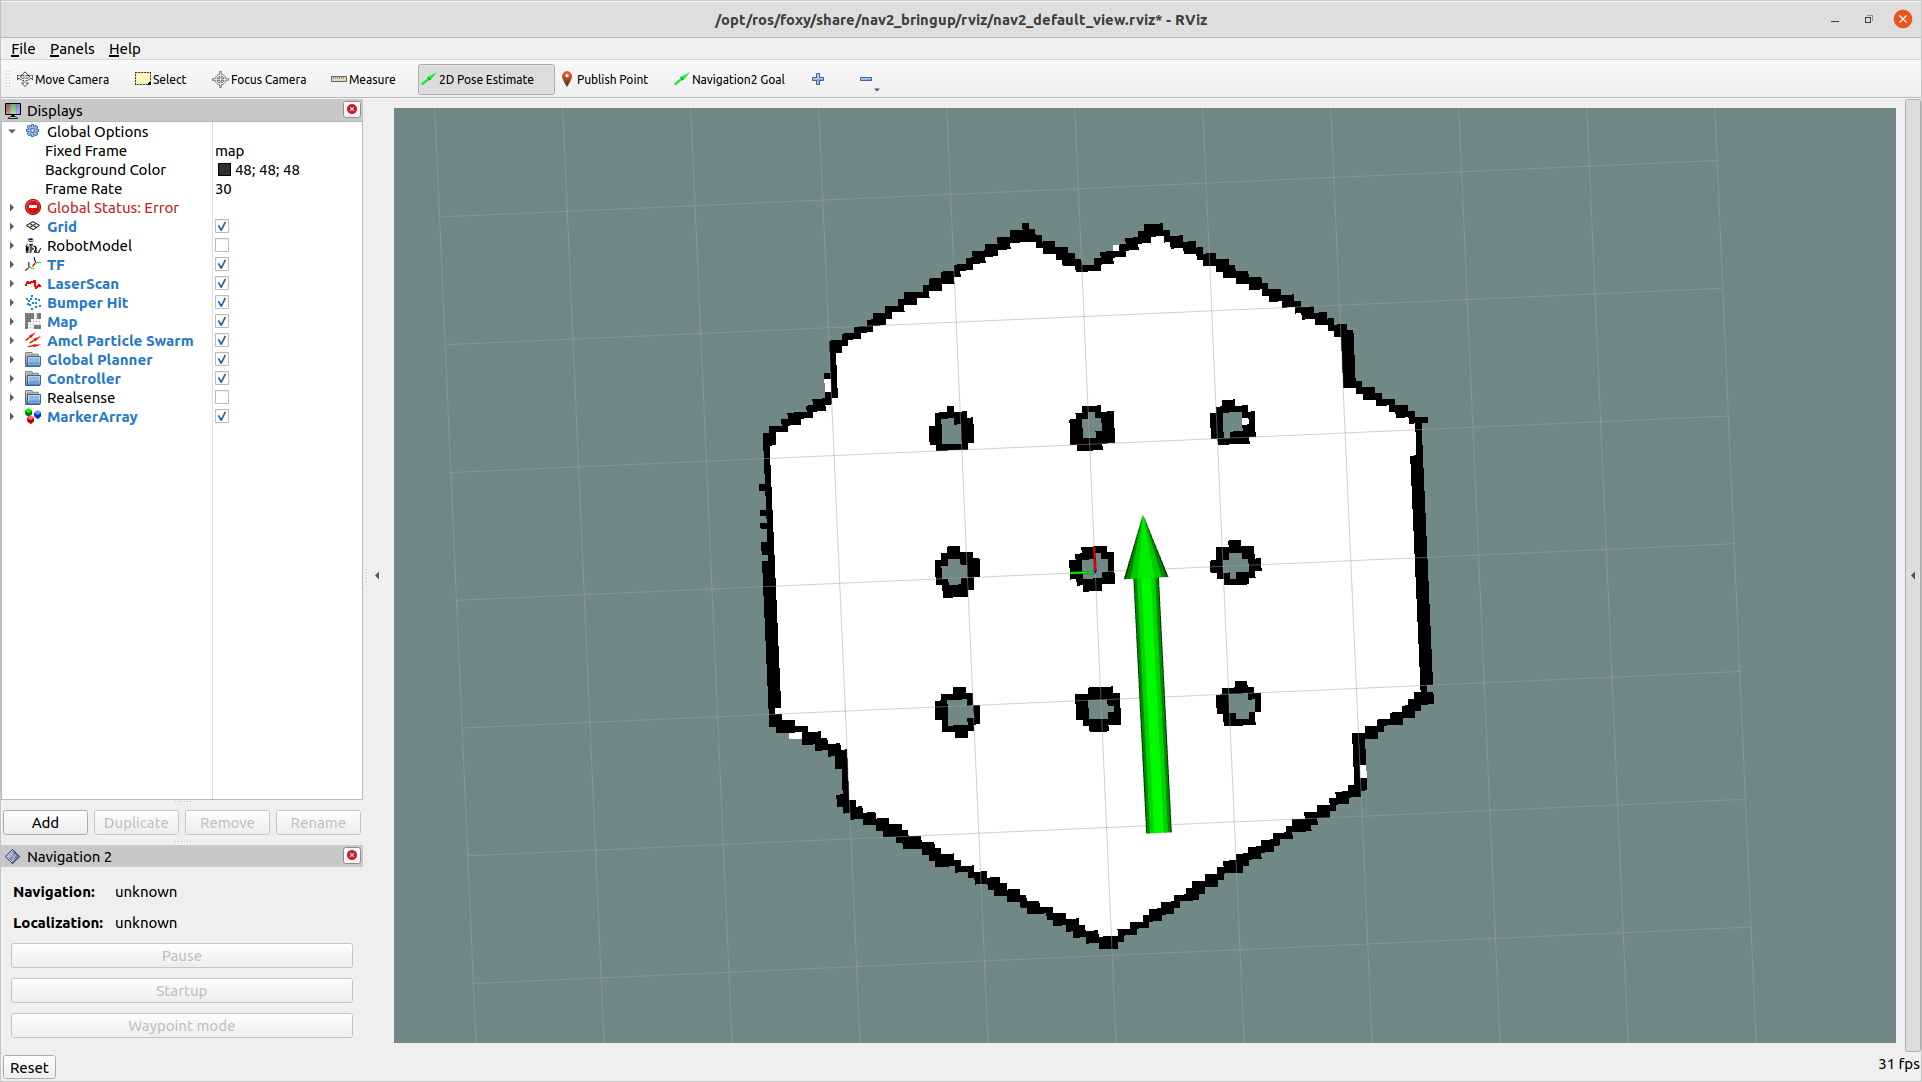 /opt/ros/foxy/share/nav2_bringup/rviz/nav2_default_view.rviz* - RViz
File Panels Help
Move Camera Select Focus Camera Measure 2D Pose Estimate Publish Point Navigation2 Goal
Displays
Global Options
Fixed Frame map
Background Color 48; 48; 48
Frame Rate 30
Global Status: Error
Grid
RobotModel
TF
LaserScan
Bumper Hit
Map
Amcl Particle Swarm
Global Planner
Controller
Realsense
MarkerArray
Add Duplicate Remove Rename
Navigation 2
Navigation: unknown
Localization: unknown
Pause
Startup
Waypoint mode
Reset
31 fps